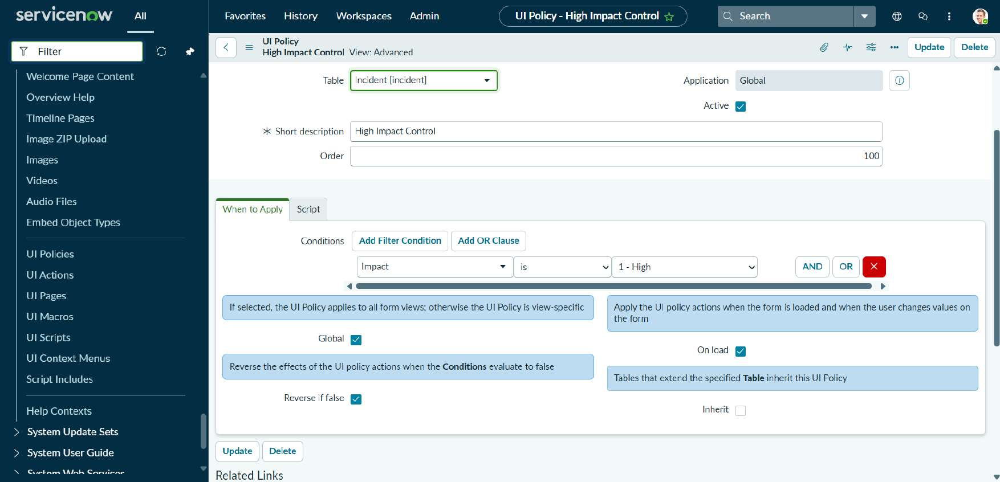 servicenow
All
Favorites
History
Workspaces
Admin
UI Policy - High Impact Control
Search
Filter
Welcome Page Content
Overview Help
Timeline Pages
Image ZIP Upload
Images
Videos
Audio Files
Embed Object Types
UI Policies
UI Actions
UI Pages
UI Macros
UI Scripts
UI Context Menus
Script Includes
Help Contexts
System Update Sets
System User Guide
System Web Services
UI Policy
High Impact Control View: Advanced
Update
Delete
Table
Incident [incident]
Application
Global
Active
Short description
High Impact Control
Order
100
When to Apply
Script
Conditions
Add Filter Condition
Add OR Clause
Impact
is
1 - High
AND
OR
If selected, the UI Policy applies to all form views; otherwise the UI Policy is view-specific
Global
Reverse the effects of the UI policy actions when the Conditions evaluate to false
Reverse if false
Apply the UI policy actions when the form is loaded and when the user changes values on
the form
On load
Tables that extend the specified Table inherit this UI Policy
Inherit
Update
Delete
Related Links